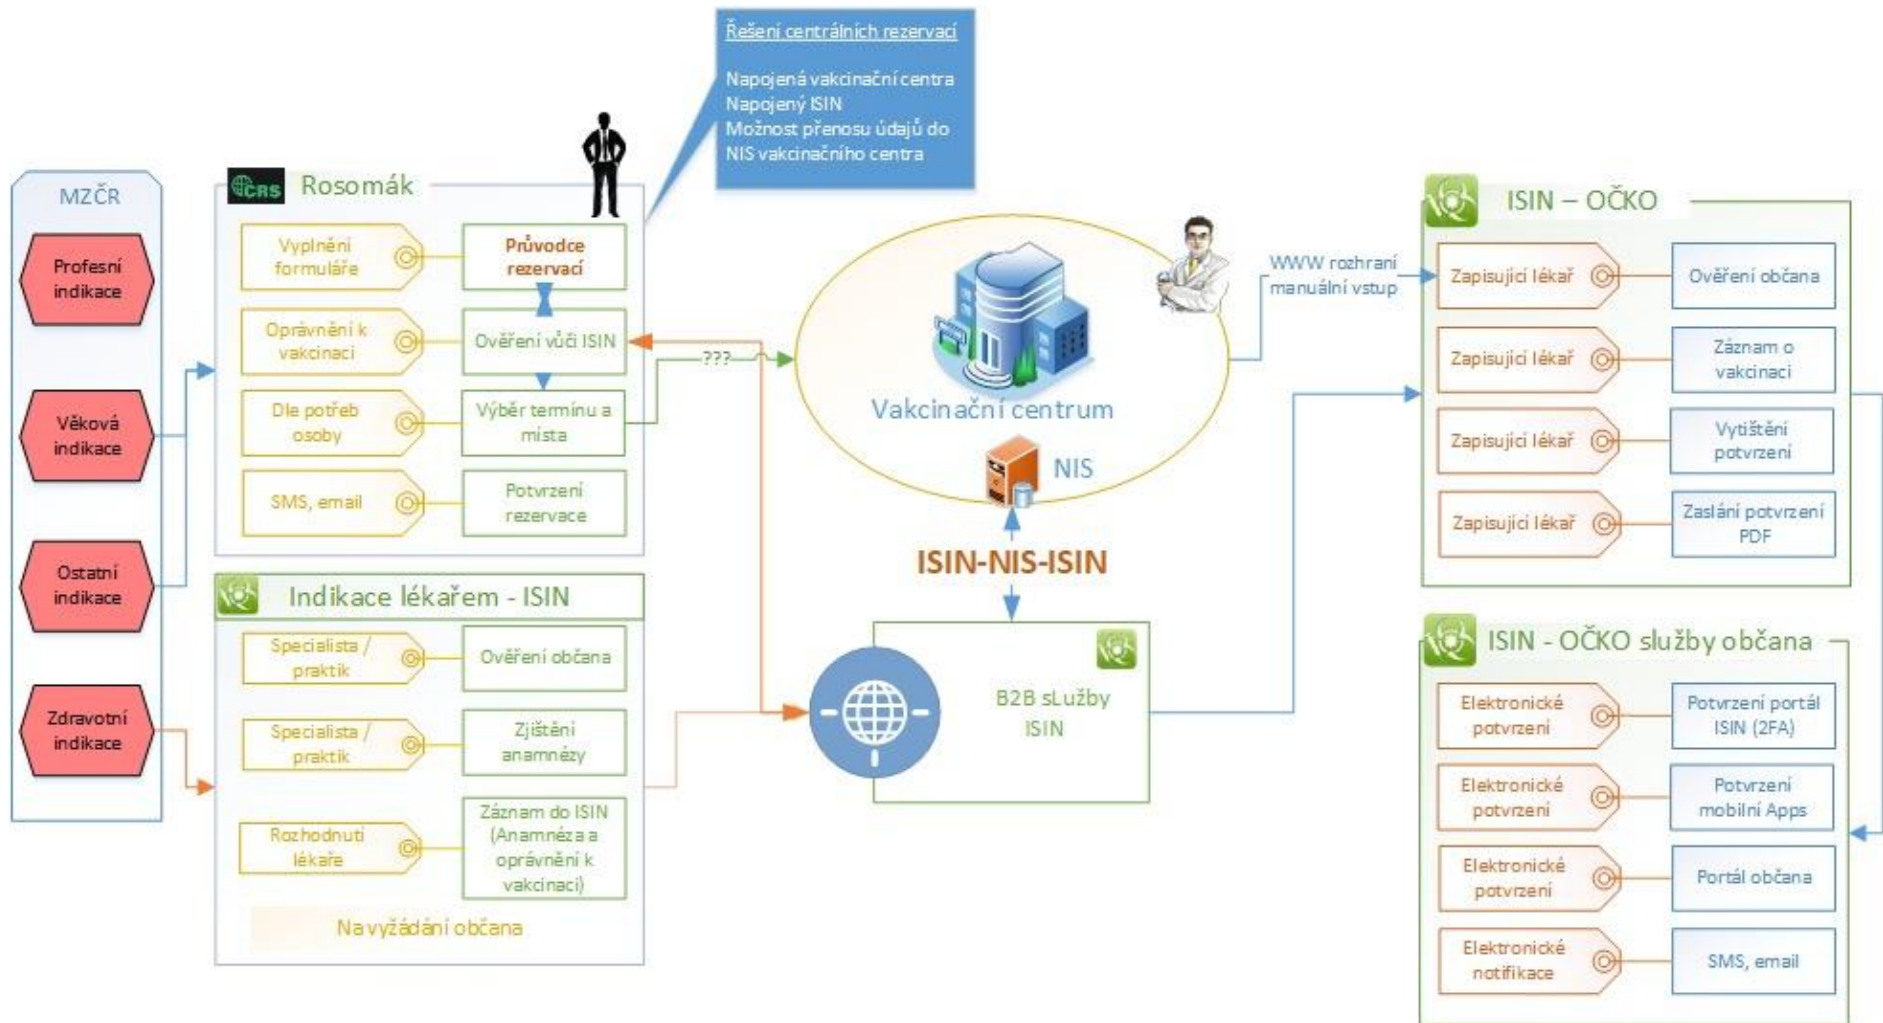 Řešení centrálních rezervací
Napojená vakcinační centra
Napojený ISIN
Možnost přenosu údajů do
NIS vakcinačního centra
MZČR
Profesní
indikace
Věková
indikace
Ostatní
indikace
Zdravotní
indikace
CRS
Rosomák
Vyplnění
formuláře
Průvodce
rezervací
Oprávnění k
vakcinaci
Ověření vůči ISIN
Dle potřeb
osoby
Výběr termínu a
místa
SMS, email
Potvrzení
rezervace
Indikace lékařem - ISIN
Specialista /
praktik
Ověření občana
Specialista /
praktik
Zjištění
anamnézy
Rozhodnutí
lékaře
Záznam do ISIN
(Anamnéza a
oprávnění k
vakcinaci)
Na vyžádání občana
???
Vakcinační centrum
NIS
ISIN-NIS-ISIN
B2B sLužby
ISIN
WWW rozhraní
manuální vstup
ISIN – OČKO
Zapisující lékař
Ověření občana
Zapisující lékař
Záznam o
vakcinaci
Zapisující lékař
Vytištění
potvrzení
Zapisující lékař
Zaslání potvrzení
PDF
ISIN - OČKO služby občana
Elektronické
potvrzení
Potvrzení portál
ISIN (2FA)
Elektronické
potvrzení
Potvrzení
mobilní Apps
Elektronické
potvrzení
Portál občana
Elektronické
notifikace
SMS, email